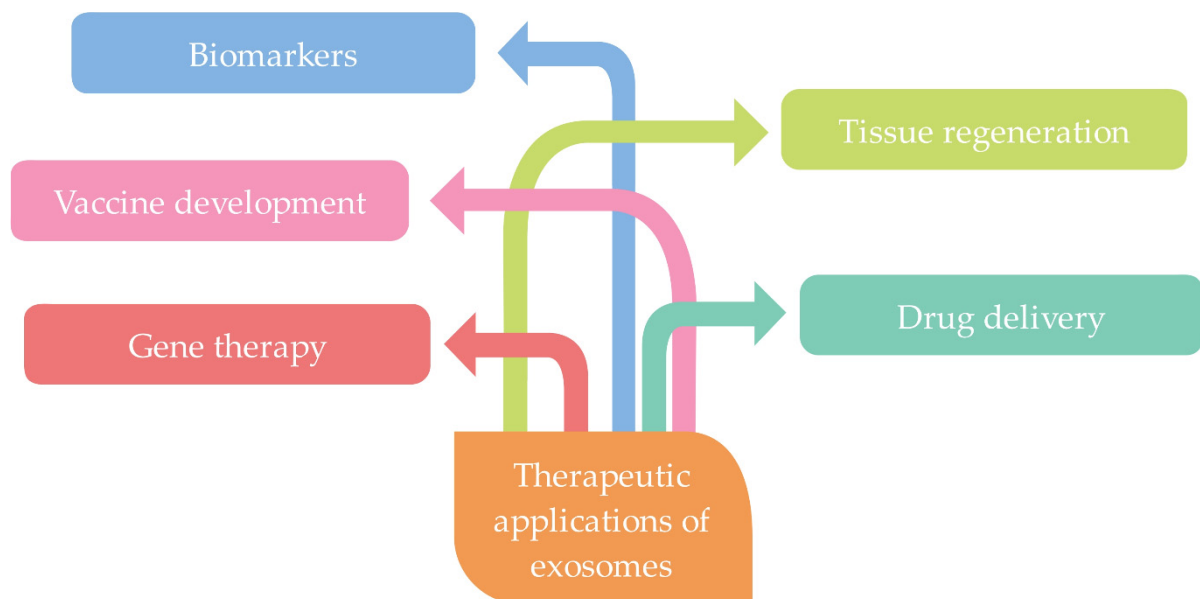 Biomarkers
Tissue regeneration
Vaccine development
Drug delivery
Gene therapy
Therapeutic
applications of
exosomes